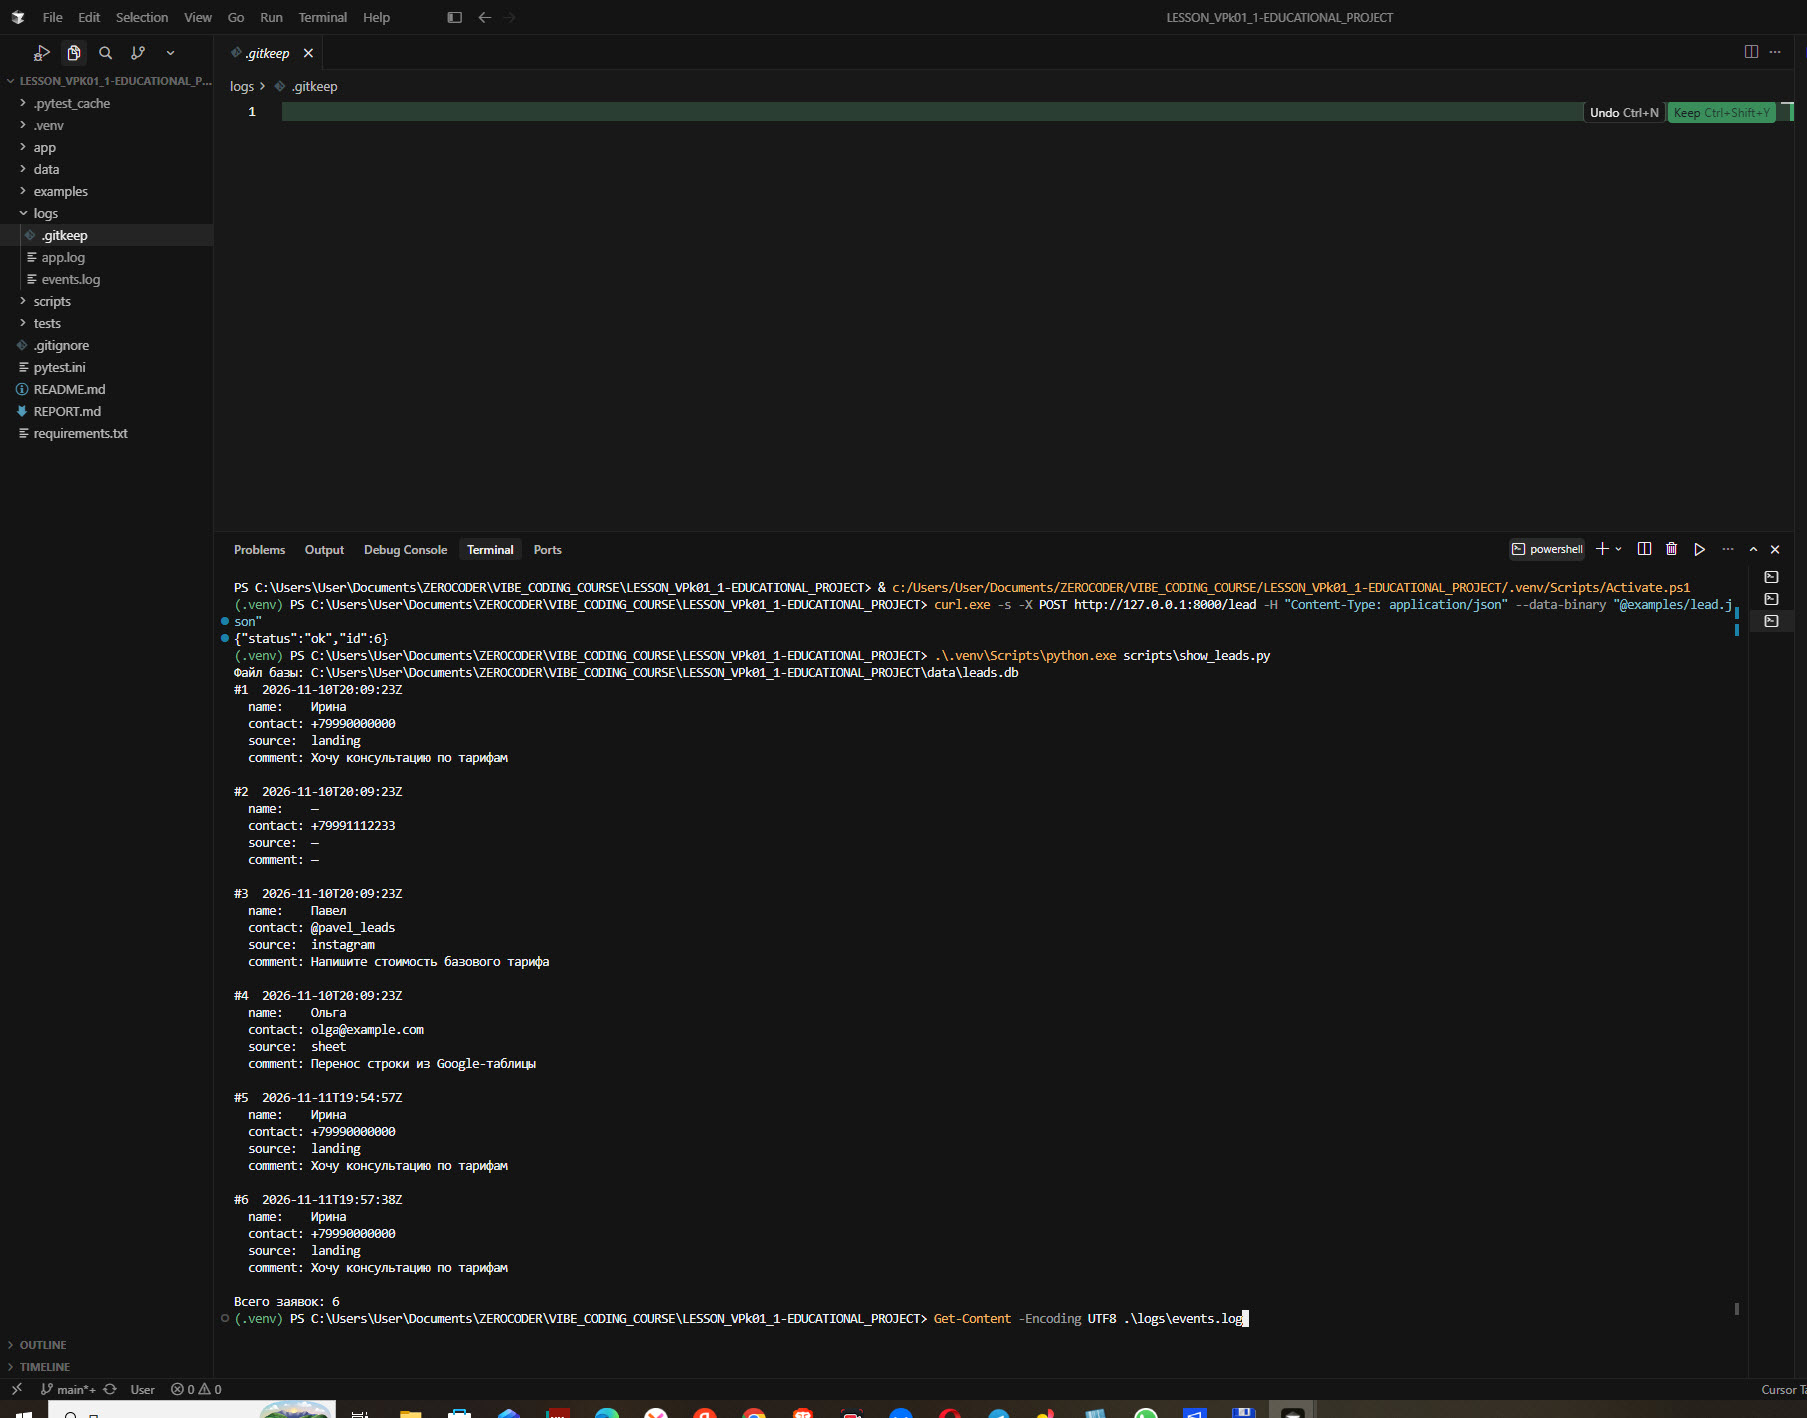 File Edit Selection View Go Run Terminal Help
LESSON_VPk01_1-EDUCATIONAL_PROJECT
.gitkeep
LESSON_VPK01_1-EDUCATIONAL_P...
logs > .gitkeep
.pytest_cache
1
Undo Ctrl+N Keep Ctrl+Shift+Y
.venv
app
data
examples
logs
.gitkeep
app.log
events.log
scripts
tests
.gitignore
pytest.ini
README.md
REPORT.md
requirements.txt
Problems Output Debug Console Terminal Ports
powershell
PS C:\Users\User\Documents\ZEROCODER\VIBE_CODING_COURSE\LESSON_VPk01_1-EDUCATIONAL_PROJECT> & c:/Users/User/Documents/ZEROCODER/VIBE_CODING_COURSE/LESSON_VPk01_1-EDUCATIONAL_PROJECT/.venv/Scripts/Activate.ps1
(.venv) PS C:\Users\User\Documents\ZEROCODER\VIBE_CODING_COURSE\LESSON_VPk01_1-EDUCATIONAL_PROJECT> curl.exe -s -X POST http://127.0.0.1:8000/lead -H "Content-Type: application/json" --data-binary "@examples/lead.j
son"
{"status":"ok","id":6}
(.venv) PS C:\Users\User\Documents\ZEROCODER\VIBE_CODING_COURSE\LESSON_VPk01_1-EDUCATIONAL_PROJECT> .\.venv\Scripts\python.exe scripts\show_leads.py
Файл базы: C:\Users\User\Documents\ZEROCODER\VIBE_CODING_COURSE\LESSON_VPk01_1-EDUCATIONAL_PROJECT\data\leads.db
#1 2026-11-10T20:09:23Z
name: Ирина
contact: +79990000000
source: landing
comment: Хочу консультацию по тарифам
#2 2026-11-10T20:09:23Z
name: —
contact: +79991112233
source: —
comment: —
#3 2026-11-10T20:09:23Z
name: Павел
contact: @pavel_leads
source: instagram
comment: Напишите стоимость базового тарифа
#4 2026-11-10T20:09:23Z
name: Ольга
contact: olga@example.com
source: sheet
comment: Перенос строки из Google-таблицы
#5 2026-11-11T19:54:57Z
name: Ирина
contact: +79990000000
source: landing
comment: Хочу консультацию по тарифам
#6 2026-11-11T19:57:38Z
name: Ирина
contact: +79990000000
source: landing
comment: Хочу консультацию по тарифам
Всего заявок: 6
(.venv) PS C:\Users\User\Documents\ZEROCODER\VIBE_CODING_COURSE\LESSON_VPk01_1-EDUCATIONAL_PROJECT> Get-Content -Encoding UTF8 .\logs\events.log
OUTLINE
TIMELINE
main*+ User 0 0
Cursor Ta